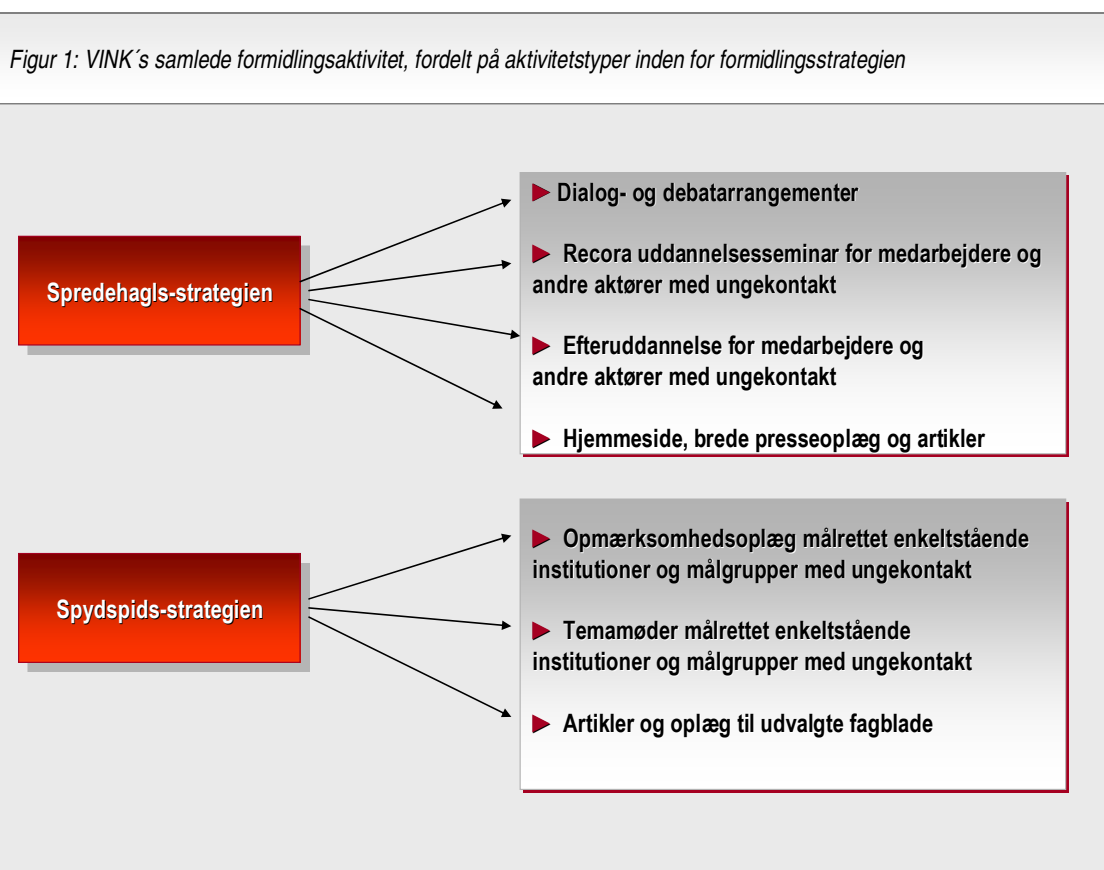 Figur 1: VINK´s samlede formidlingsaktivitet, fordelt på aktivitetstyper inden for formidlingsstrategien
Spredehagls-strategien
► Dialog- og debatarrangementer
► Recora uddannelsesseminar for medarbejdere og
andre aktører med ungekontakt
► Efteruddannelse for medarbejdere og
andre aktører med ungekontakt
► Hjemmeside, brede presseoplæg og artikler
Spydspids-strategien
► Opmærksomhedsoplæg målrettet enkeltstående
institutioner og målgrupper med ungekontakt
► Temamøder målrettet enkeltstående
institutioner og målgrupper med ungekontakt
► Artikler og oplæg til udvalgte fagblade